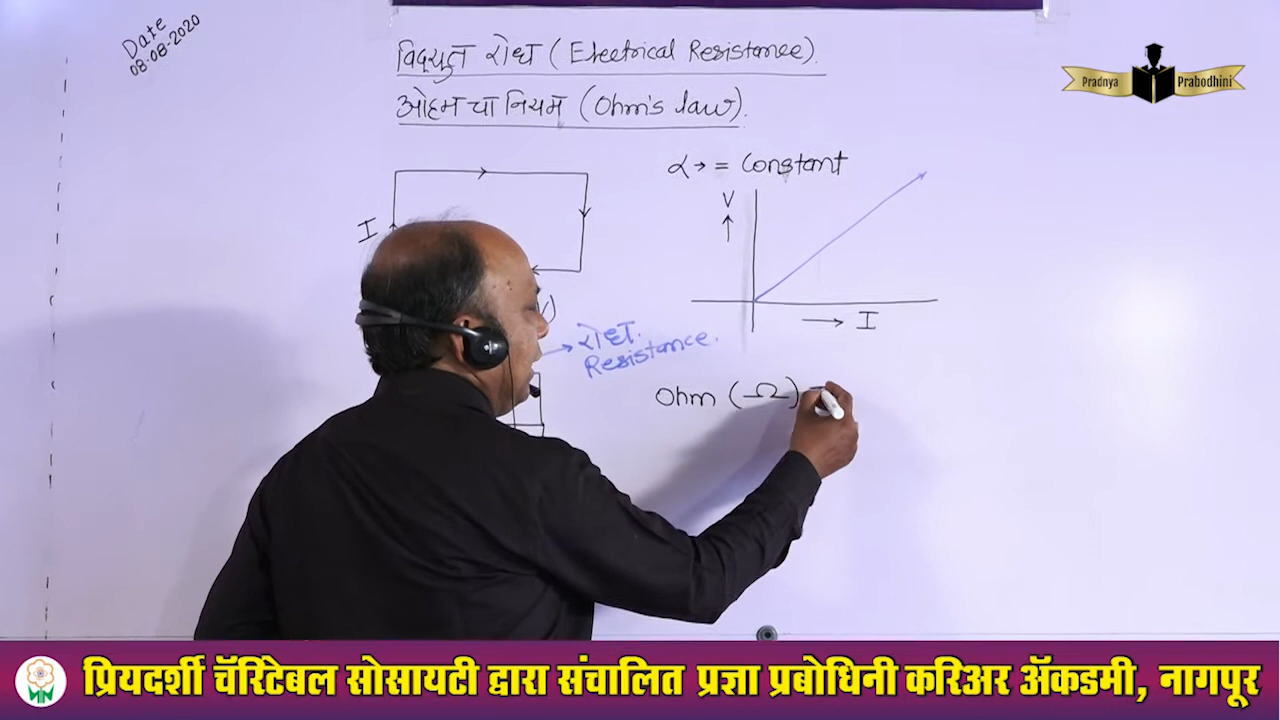 Date
08-08-2020
विद्युत रोध (Electrical Resistance).
ओहम चा नियम (Ohm's law).
α → = Constant
V
I
I
रोध.
Resistance.
Ohm (Ω)
Pradnya Prabodhini
प्रियदर्शी चॅरिटेबल सोसायटी द्वारा संचालित प्रज्ञा प्रबोधिनी करिअर ॲकडमी, नागपूर